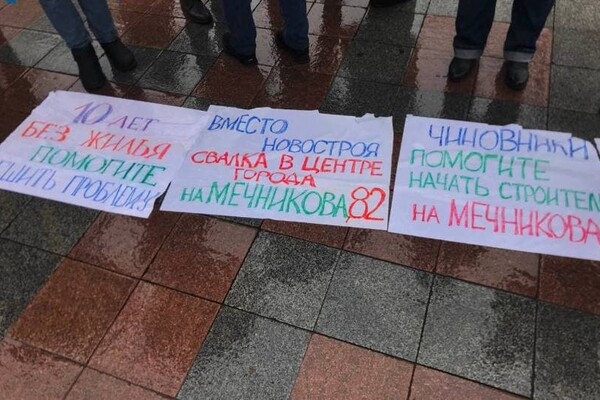 10 ЛЕТ
БЕЗ ЖИЛЬЯ
ПОМОГИТЕ
ШИТЬ ПРОБЛЕМУ
ВМЕСТО
НОВОСТРОЯ
СВАЛКА В ЦЕНТРЕ
ГОРОДА
НА МЕЧНИКОВА 82
ЧИНОВНИКИ
ПОМОГИТЕ
НАЧАТЬ СТРОИТЕЛ
НА МЕЧНИКОВА